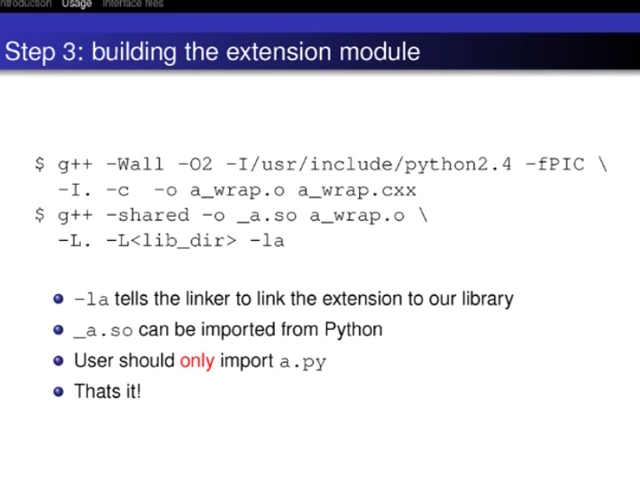 Introduction Usage Interface files
Step 3: building the extension module
$ g++ -Wall -O2 -I/usr/include/python2.4 -fPIC \
-I. -c -o a_wrap.o a_wrap.cxx
$ g++ -shared -o _a.so a_wrap.o \
-L. -L<lib_dir> -la
-la tells the linker to link the extension to our library
_a.so can be imported from Python
User should only import a.py
Thats it!